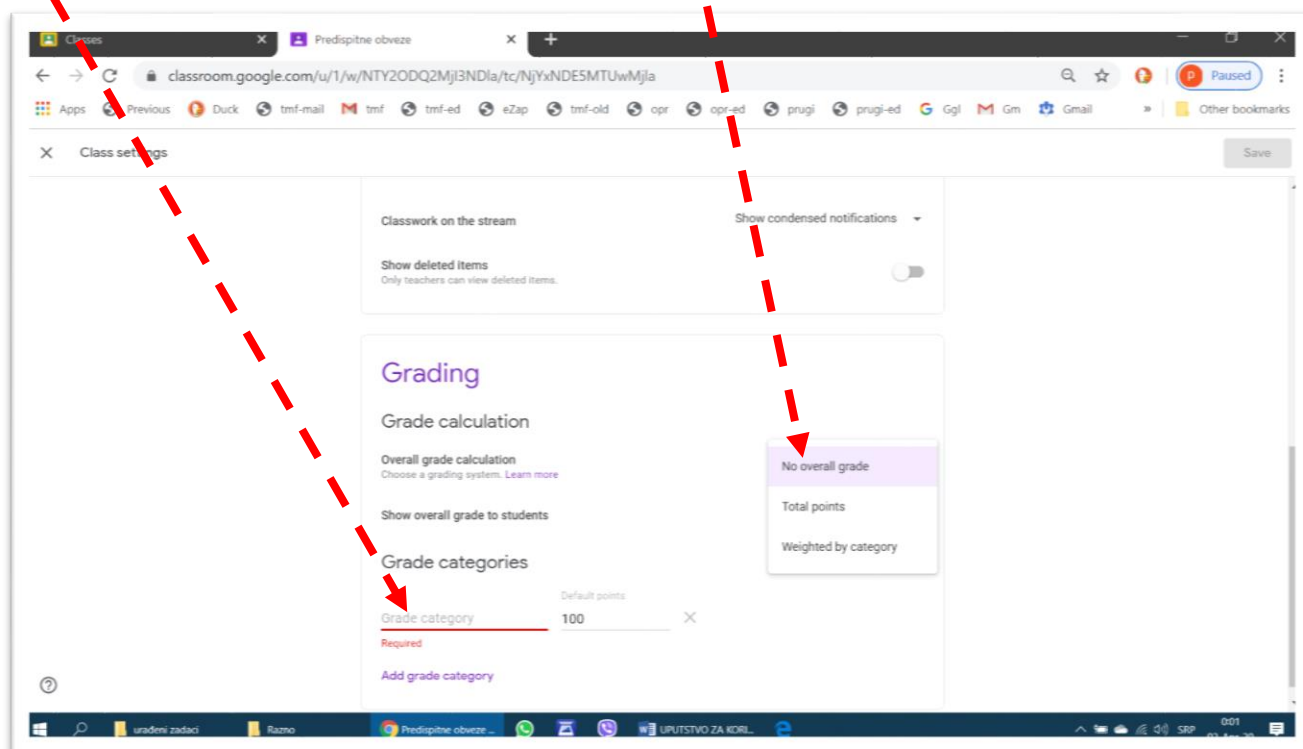 Classes
Predispitne obveze
classroom.google.com/u/1/w/NTY2ODQ2MjI3NDla/tc/NjYxNDE5MTUwMjla
Paused
Apps Previous Duck tmf-mail tmf tmf-ed eZap tmf-old opr opr-ed prugi prugi-ed Ggl Gm Gmail » Other bookmarks
Class settings
Save
Classwork on the stream
Show condensed notifications
Show deleted items
Only teachers can view deleted items.
Grading
Grade calculation
Overall grade calculation
Choose a grading system. Learn more
No overall grade
Total points
Show overall grade to students
Weighted by category
Grade categories
Default points
Grade category 100
Required
Add grade category
urađeni zadaci Razno Predispitne obveze - UPUTSTVO ZA KORI... SRP 0:01